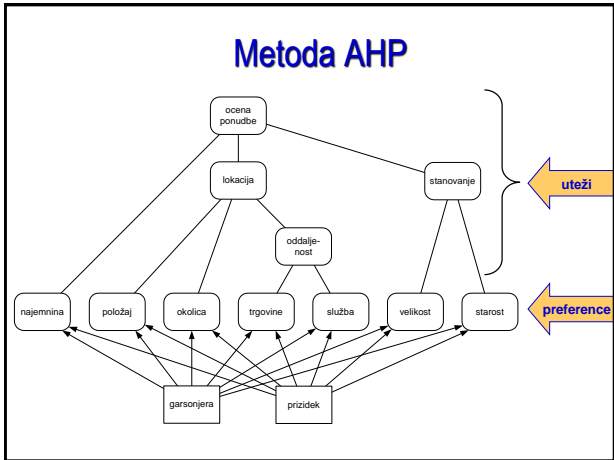 Metoda AHP
ocena
ponudbe
lokacija
stanovanje
uteži
oddalje-
nost
najemnina
položaj
okolica
trgovine
služba
velikost
starost
preference
garsonjera
prizidek